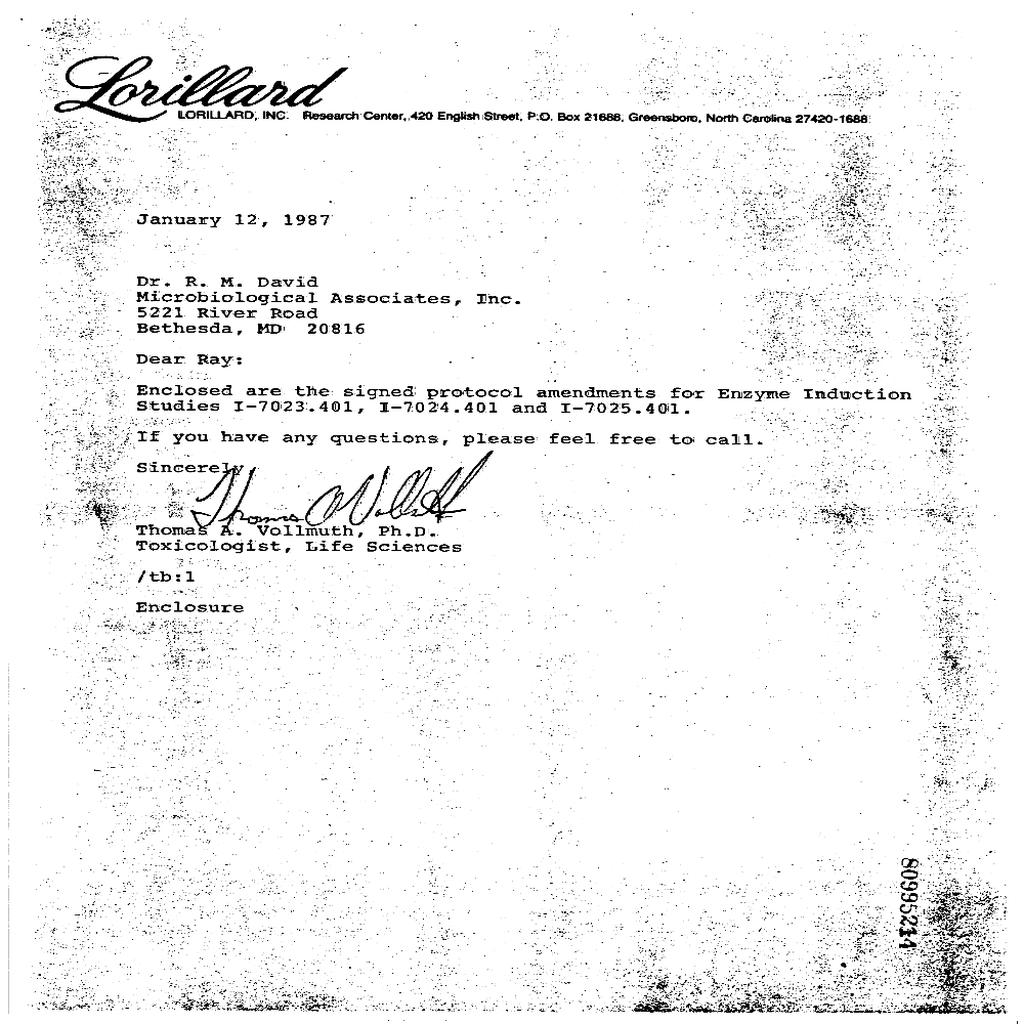 Lorillard
LORILLARD, INC. Research Center, 420 English Street, P.O. Box 21688, Greensboro, North Carolina 27420-1688
January 12, 1987
Dr. R. M. David
Microbiological Associates, Inc.
5221 River Road
Bethesda, MD 20816
Dear Ray:
Enclosed are the signed protocol amendments for Enzyme Induction
Studies I-7023.401, I-7024.401 and I-7025.401.
If you have any questions, please feel free to call.
Sincerely
Thomas A Vollmuth
Thomas A. Vollmuth, Ph.D.
Toxicologist, Life Sciences
/tb:1
Enclosure
80995214